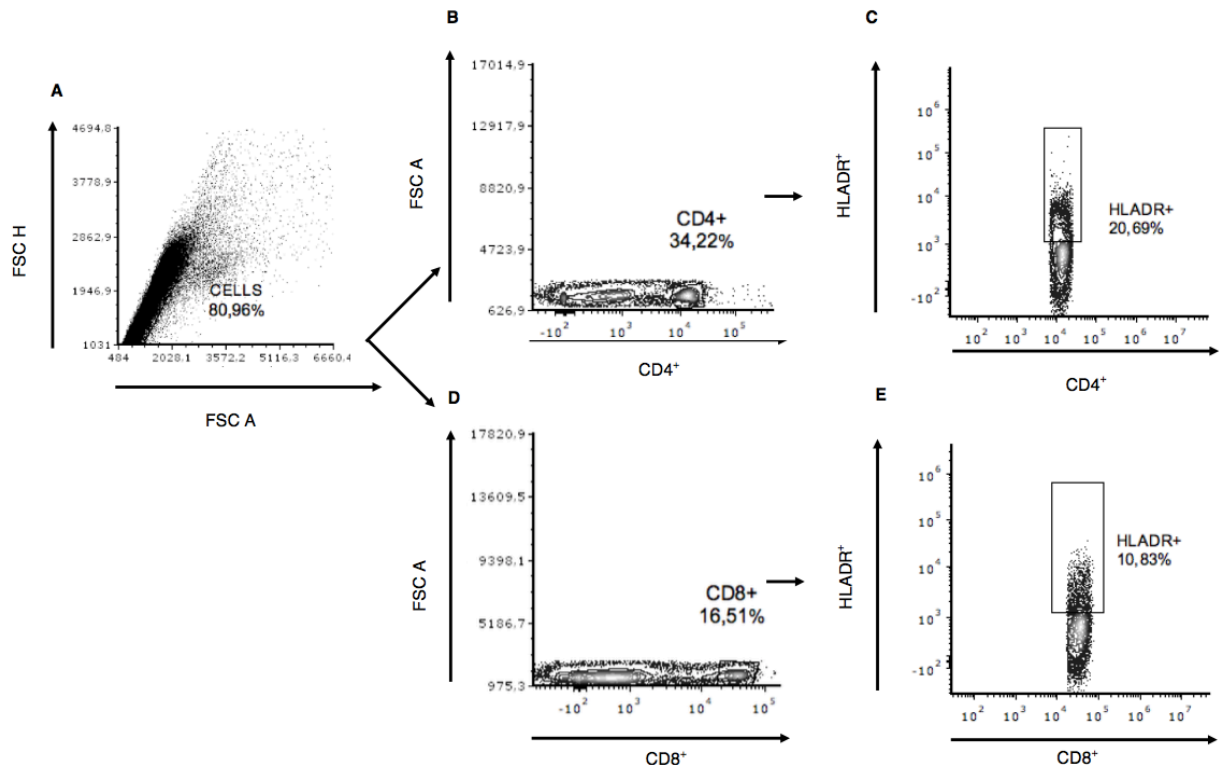 A
FSC H
4694.8
3778.9
2862.9
1946.9
1031
CELLS
80,96%
484 2028.1 3572.2 5116.3 6660.4
FSC A
B
FSC A
17014.9
12917.9
8820.9
4723.9
626.9
CD4+
34,22%
-10² 10³ 10⁴ 10⁵
CD4⁺
C
HLADR⁺
10⁶
10⁵
10⁴
10³
-10²
HLADR+
20,69%
10² 10³ 10⁴ 10⁵ 10⁶ 10⁷
CD4⁺
D
FSC A
17820.9
13609.5
9398.1
5186.7
975.3
CD8+
16,51%
-10² 10³ 10⁴ 10⁵
CD8⁺
E
HLADR⁺
10⁶
10⁵
10⁴
10³
-10²
HLADR+
10,83%
10² 10³ 10⁴ 10⁵ 10⁶ 10⁷
CD8⁺